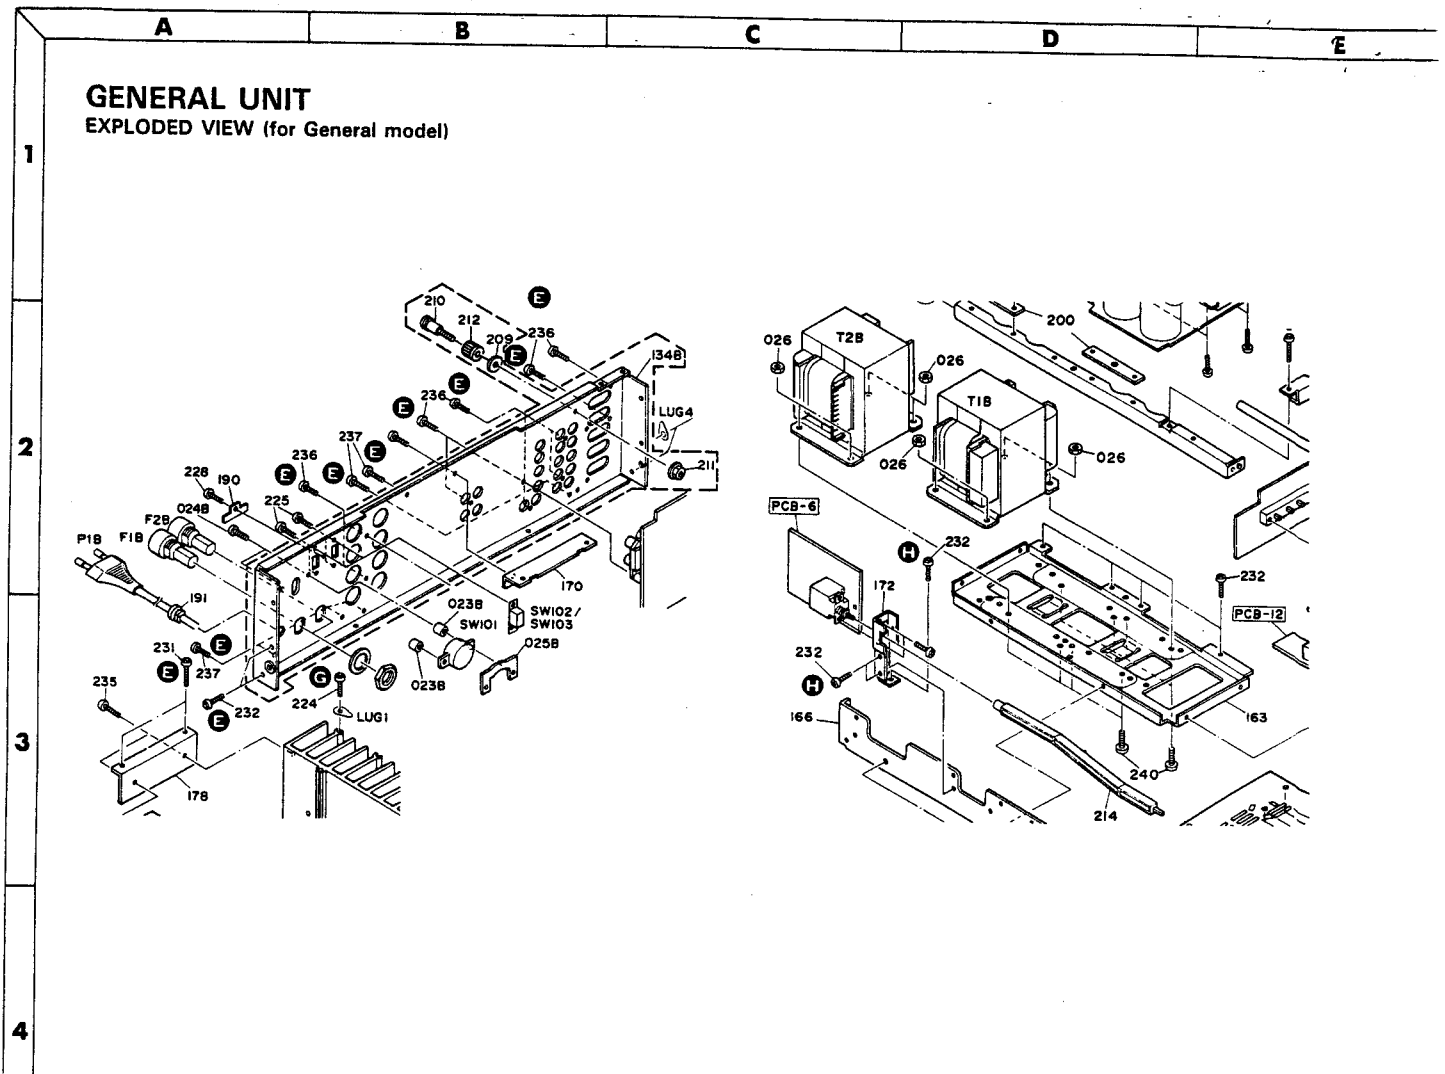 A B C D E
GENERAL UNIT
EXPLODED VIEW (for General model)
1
2
3
4
210
E
212
209
E
236
134B
E
236
E
LUG4
237
E
236
E
E
211
228
190
024B
225
F2B
F1B
P1B
191
170
023B
SW101
SW102/
SW103
025B
231
E
237
E
235
E
232
G
224
LUG1
023B
178
T2B
026
026
200
T1B
026
026
PCB-6
H
232
172
232
PCB-12
232
H
166
163
240
214